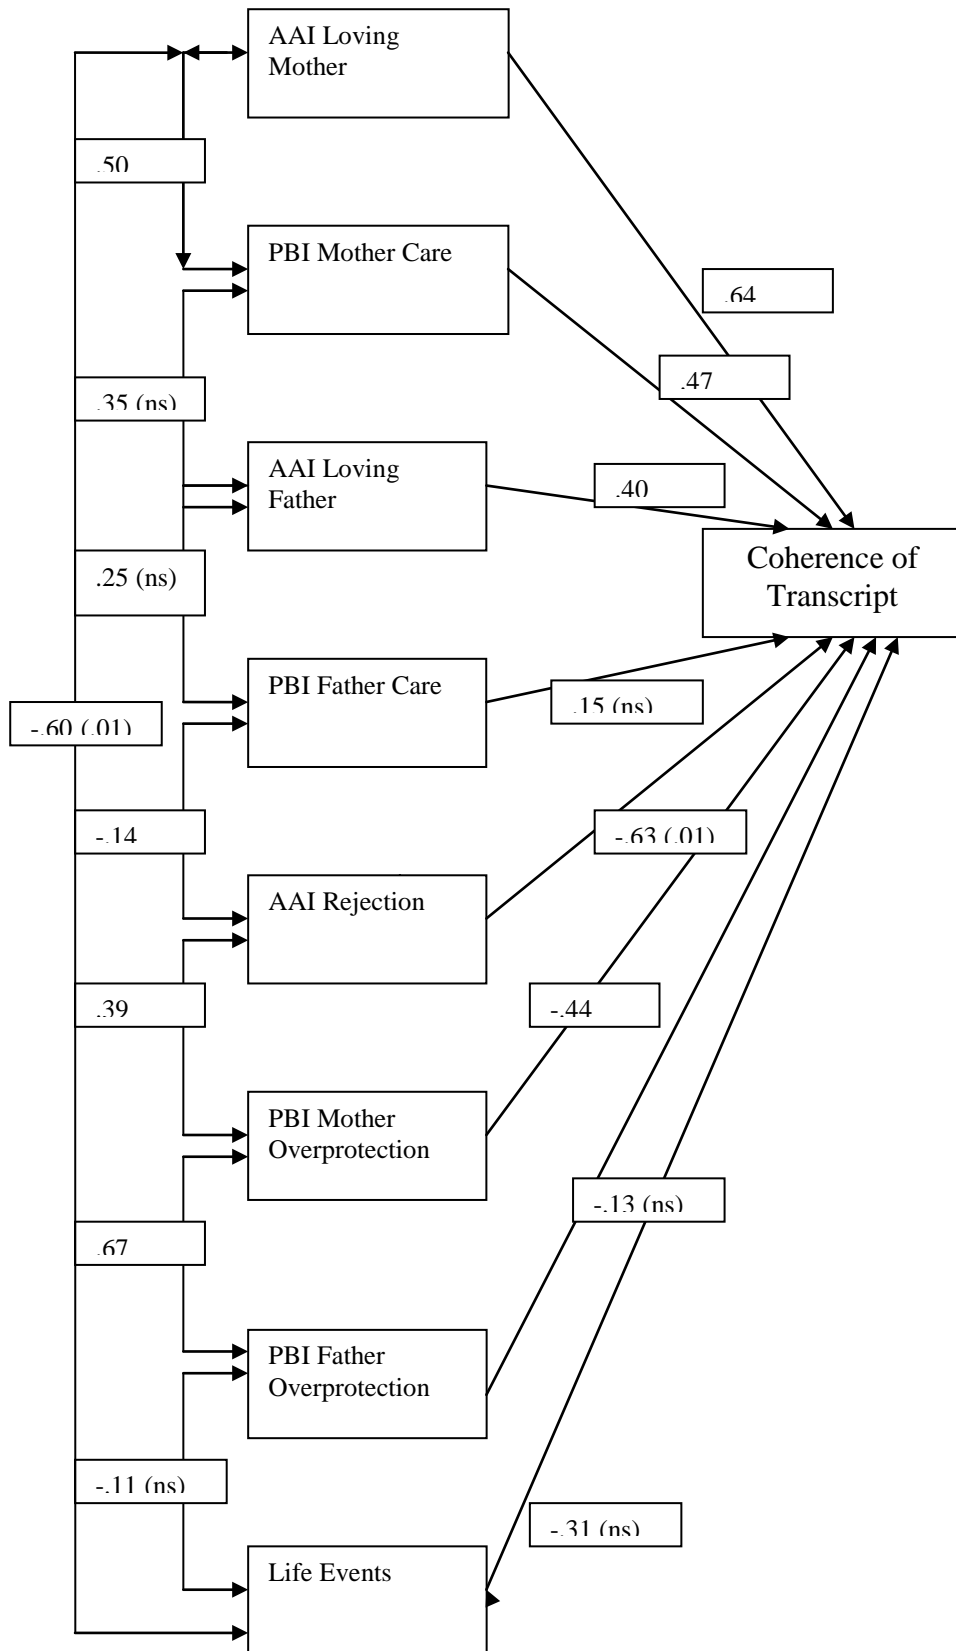 AAI Loving
Mother
.50
PBI Mother Care
.64
.47
.35 (ns)
AAI Loving
Father
.40
Coherence of
Transcript
.25 (ns)
PBI Father Care
.15 (ns)
-.60 (.01)
-.14
-.63 (.01)
AAI Rejection
.39
-.44
PBI Mother
Overprotection
-.13 (ns)
.67
PBI Father
Overprotection
-.11 (ns)
-.31 (ns)
Life Events